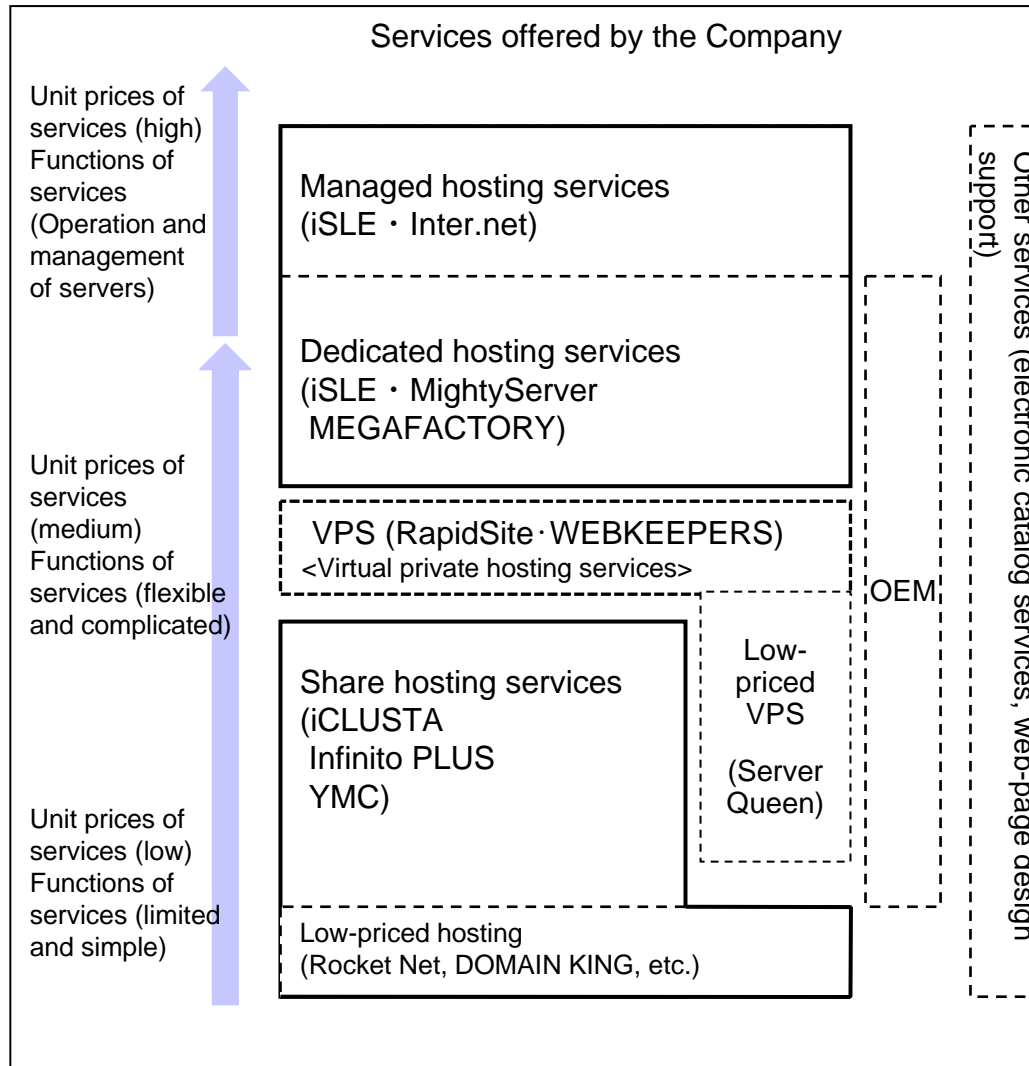 Services offered by the Company
Unit prices of
services (high)
Functions of
services
(Operation and
management
of servers)
Managed hosting services
(iSLE・Inter.net)
Dedicated hosting services
(iSLE・MightyServer
MEGAFACTORY)
Unit prices of
services
(medium)
Functions of
services (flexible
and complicated)
VPS (RapidSite・WEBKEEPERS)
<Virtual private hosting services>
Share hosting services
(iCLUSTA
Infinito PLUS
YMC)
Low-
priced
VPS
(Server
Queen)
OEM
Unit prices of
services (low)
Functions of
services (limited
and simple)
Low-priced hosting
(Rocket Net, DOMAIN KING, etc.)
Other services (electronic catalog services, web-page design
support)